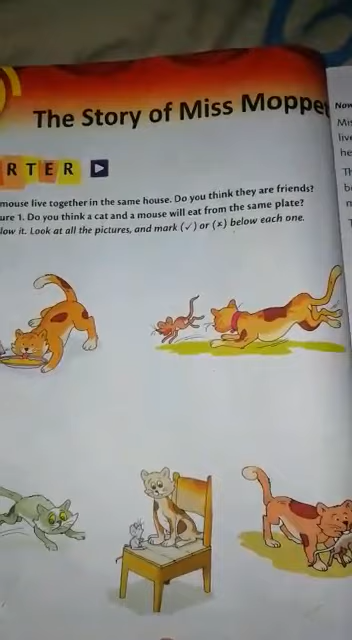 The Story of Miss Moppe
RTER
mouse live together in the same house. Do you think they are friends?
ure 1. Do you think a cat and a mouse will eat from the same plate?
low it. Look at all the pictures, and mark (✓) or (x) below each one.
Now
Mis
live
he
Th
b